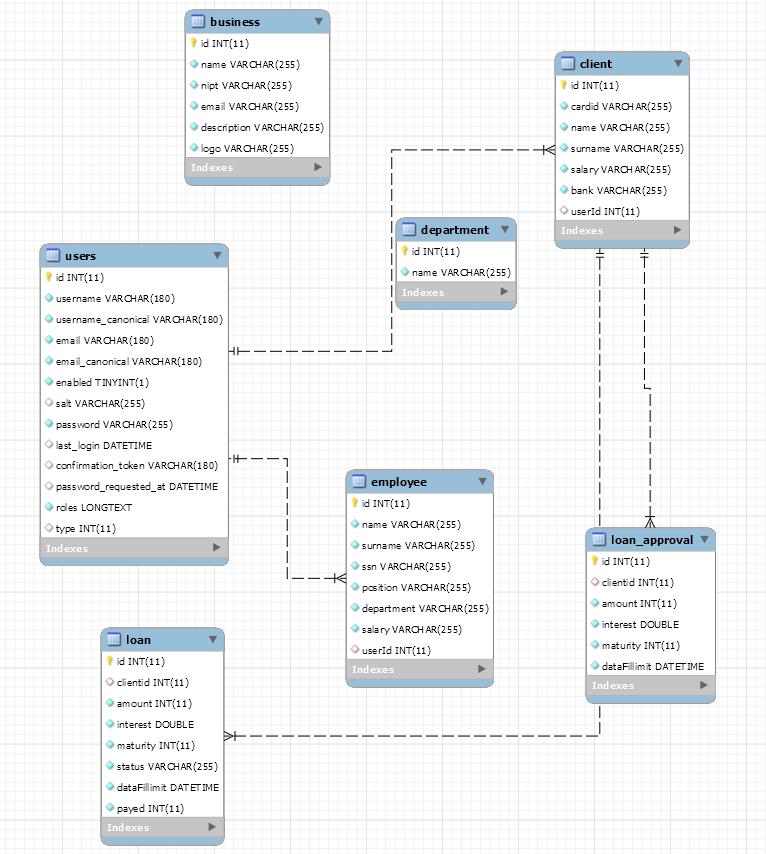 business
id INT(11)
name VARCHAR(255)
nipt VARCHAR(255)
email VARCHAR(255)
description VARCHAR(255)
logo VARCHAR(255)
Indexes
client
id INT(11)
cardid VARCHAR(255)
name VARCHAR(255)
surname VARCHAR(255)
salary VARCHAR(255)
bank VARCHAR(255)
userId INT(11)
Indexes
department
id INT(11)
name VARCHAR(255)
Indexes
users
id INT(11)
username VARCHAR(180)
username_canonical VARCHAR(180)
email VARCHAR(180)
email_canonical VARCHAR(180)
enabled TINYINT(1)
salt VARCHAR(255)
password VARCHAR(255)
last_login DATETIME
confirmation_token VARCHAR(180)
password_requested_at DATETIME
roles LONGTEXT
type INT(11)
Indexes
employee
id INT(11)
name VARCHAR(255)
surname VARCHAR(255)
ssn VARCHAR(255)
position VARCHAR(255)
department VARCHAR(255)
salary VARCHAR(255)
userId INT(11)
Indexes
loan_approval
id INT(11)
clientid INT(11)
amount INT(11)
interest DOUBLE
maturity INT(11)
dataFillimit DATETIME
Indexes
loan
id INT(11)
clientid INT(11)
amount INT(11)
interest DOUBLE
maturity INT(11)
status VARCHAR(255)
dataFillimit DATETIME
payed INT(11)
Indexes